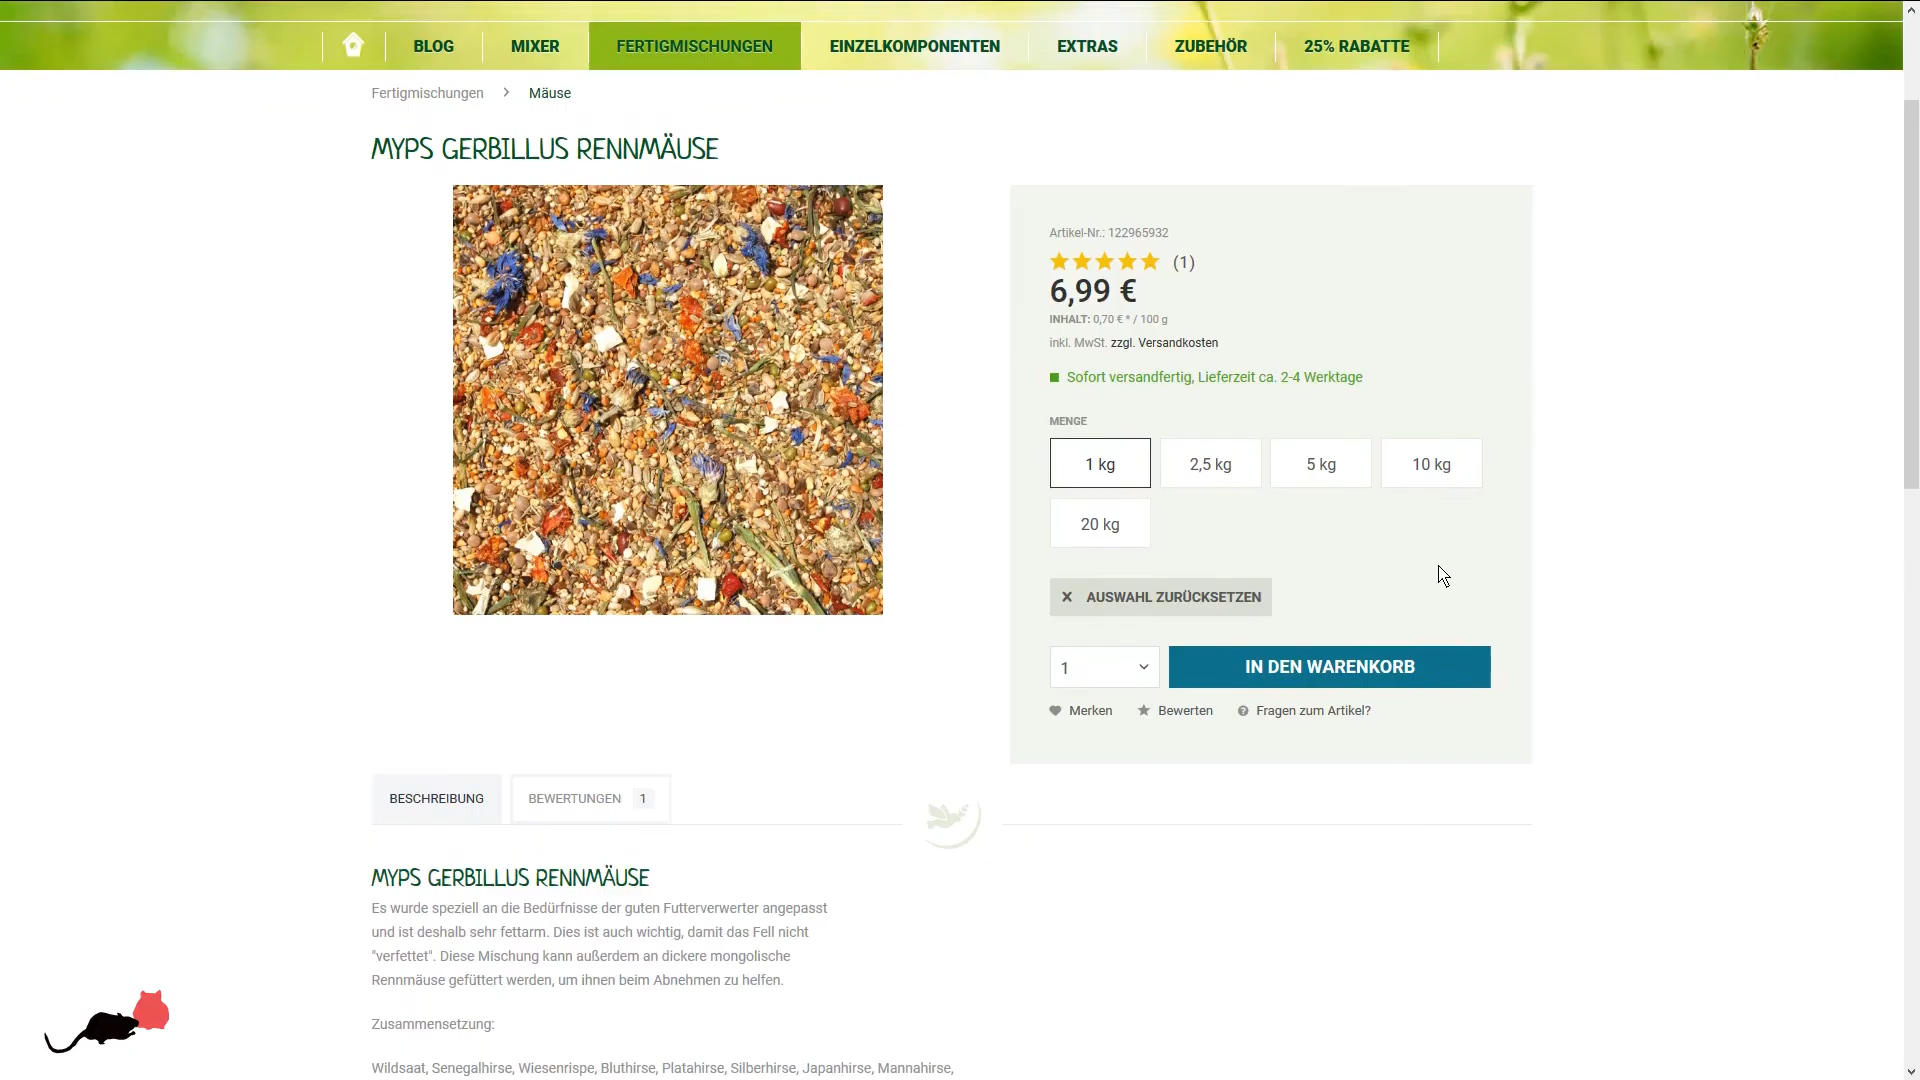 BLOG MIXER FERTIGMISCHUNGEN EINZELKOMPONENTEN EXTRAS ZUBEHÖR 25% RABATTE
Fertigmischungen > Mäuse
MYPS GERBILLUS RENNMÄUSE
Artikel-Nr.: 122965932
(1)
6,99 €
INHALT: 0,70 € * / 100 g
inkl. MwSt. zzgl. Versandkosten
Sofort versandfertig, Lieferzeit ca. 2-4 Werktage
MENGE
1 kg 2,5 kg 5 kg 10 kg
20 kg
AUSWAHL ZURÜCKSETZEN
1 IN DEN WARENKORB
Merken Bewerten Fragen zum Artikel?
BESCHREIBUNG BEWERTUNGEN 1
MYPS GERBILLUS RENNMÄUSE
Es wurde speziell an die Bedürfnisse der guten Futterverwerter angepasst
und ist deshalb sehr fettarm. Dies ist auch wichtig, damit das Fell nicht
"verfettet". Diese Mischung kann außerdem an dickere mongolische
Rennmäuse gefüttert werden, um ihnen beim Abnehmen zu helfen.
Zusammensetzung:
Wildsaat, Senegalhirse, Wiesenrispe, Bluthirse, Platahirse, Silberhirse, Japanhirse, Mannahirse,